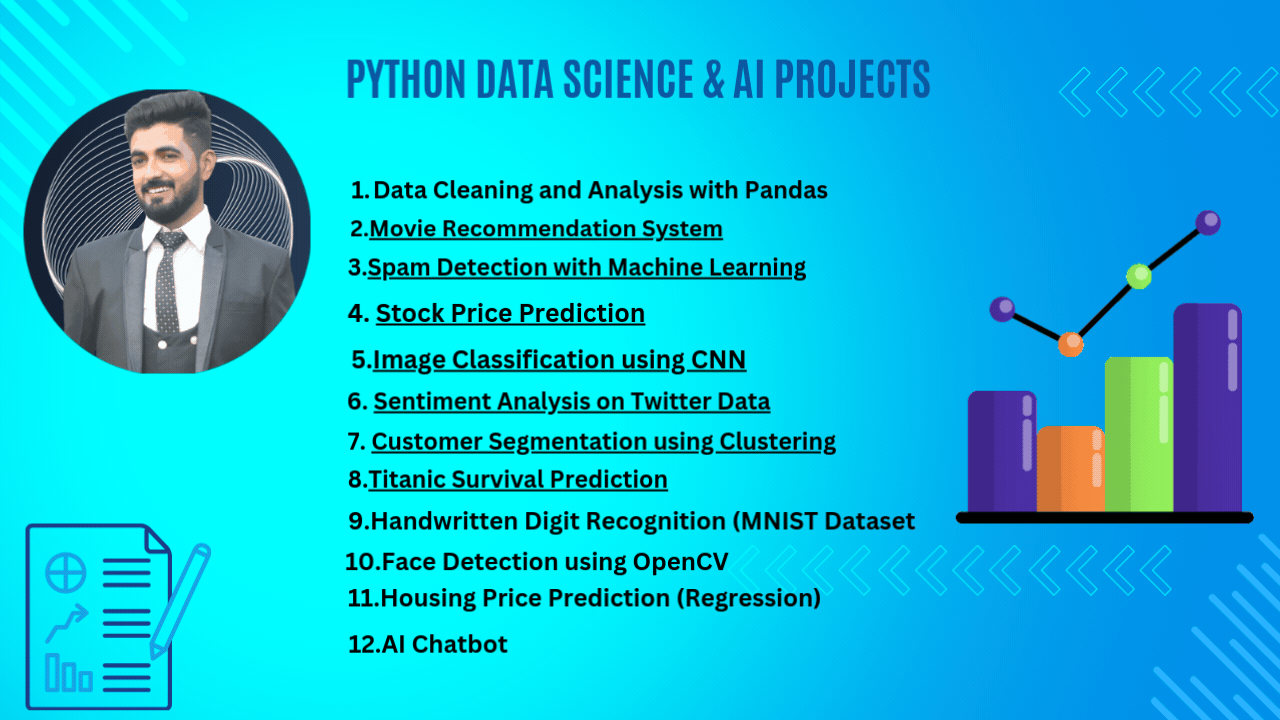 PYTHON DATA SCIENCE & AI PROJECTS
1. Data Cleaning and Analysis with Pandas
2.Movie Recommendation System
3.Spam Detection with Machine Learning
4. Stock Price Prediction
5.Image Classification using CNN
6. Sentiment Analysis on Twitter Data
7. Customer Segmentation using Clustering
8.Titanic Survival Prediction
9.Handwritten Digit Recognition (MNIST Dataset
10.Face Detection using OpenCV
11.Housing Price Prediction (Regression)
12.AI Chatbot